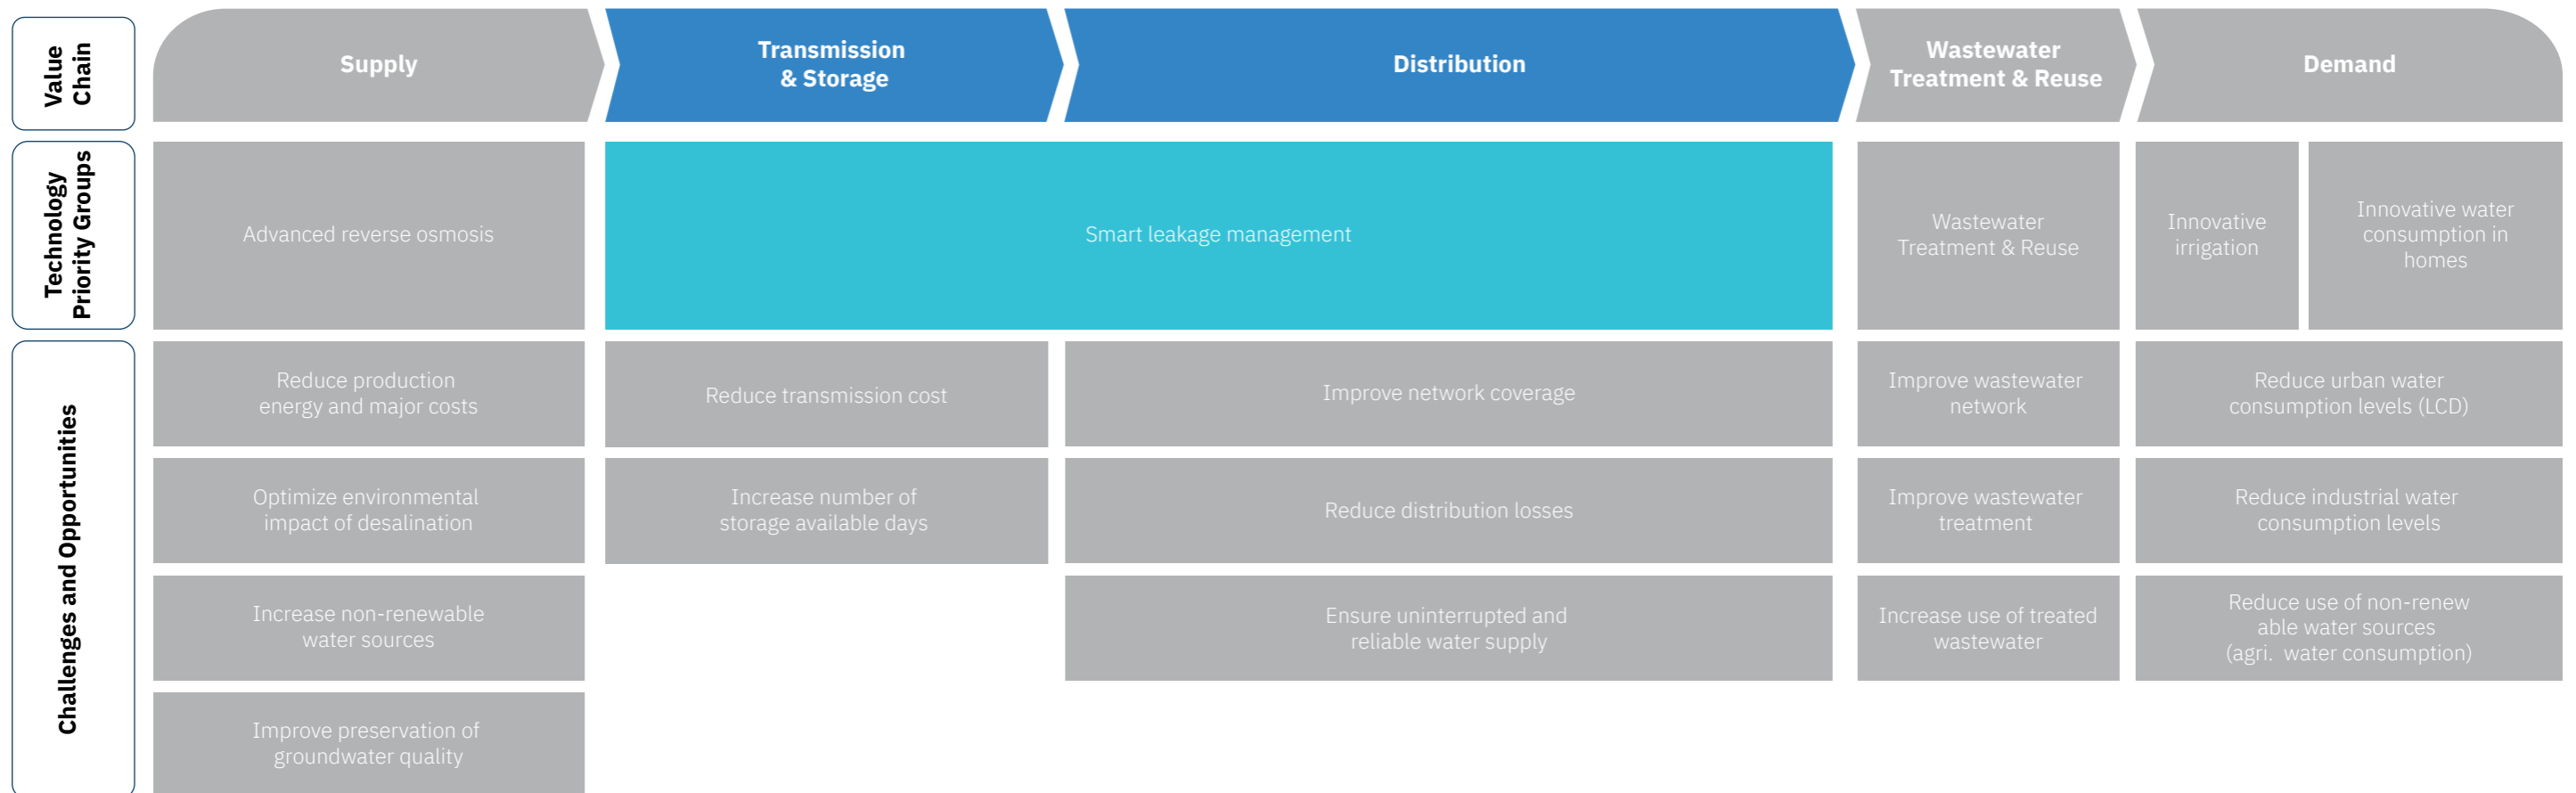 Value
Chain
Supply
Transmission
& Storage
Distribution
Wastewater
Treatment & Reuse
Demand
Technology
Priority Groups
Advanced reverse osmosis
Smart leakage management
Wastewater
Treatment & Reuse
Innovative
irrigation
Innovative water
consumption in
homes
Challenges and Opportunities
Reduce production
energy and major costs
Reduce transmission cost
Improve network coverage
Improve wastewater
network
Reduce urban water
consumption levels (LCD)
Optimize environmental
impact of desalination
Increase number of
storage available days
Reduce distribution losses
Improve wastewater
treatment
Reduce industrial water
consumption levels
Increase non-renewable
water sources
Ensure uninterrupted and
reliable water supply
Increase use of treated
wastewater
Reduce use of non-renew
able water sources
(agri. water consumption)
Improve preservation of
groundwater quality